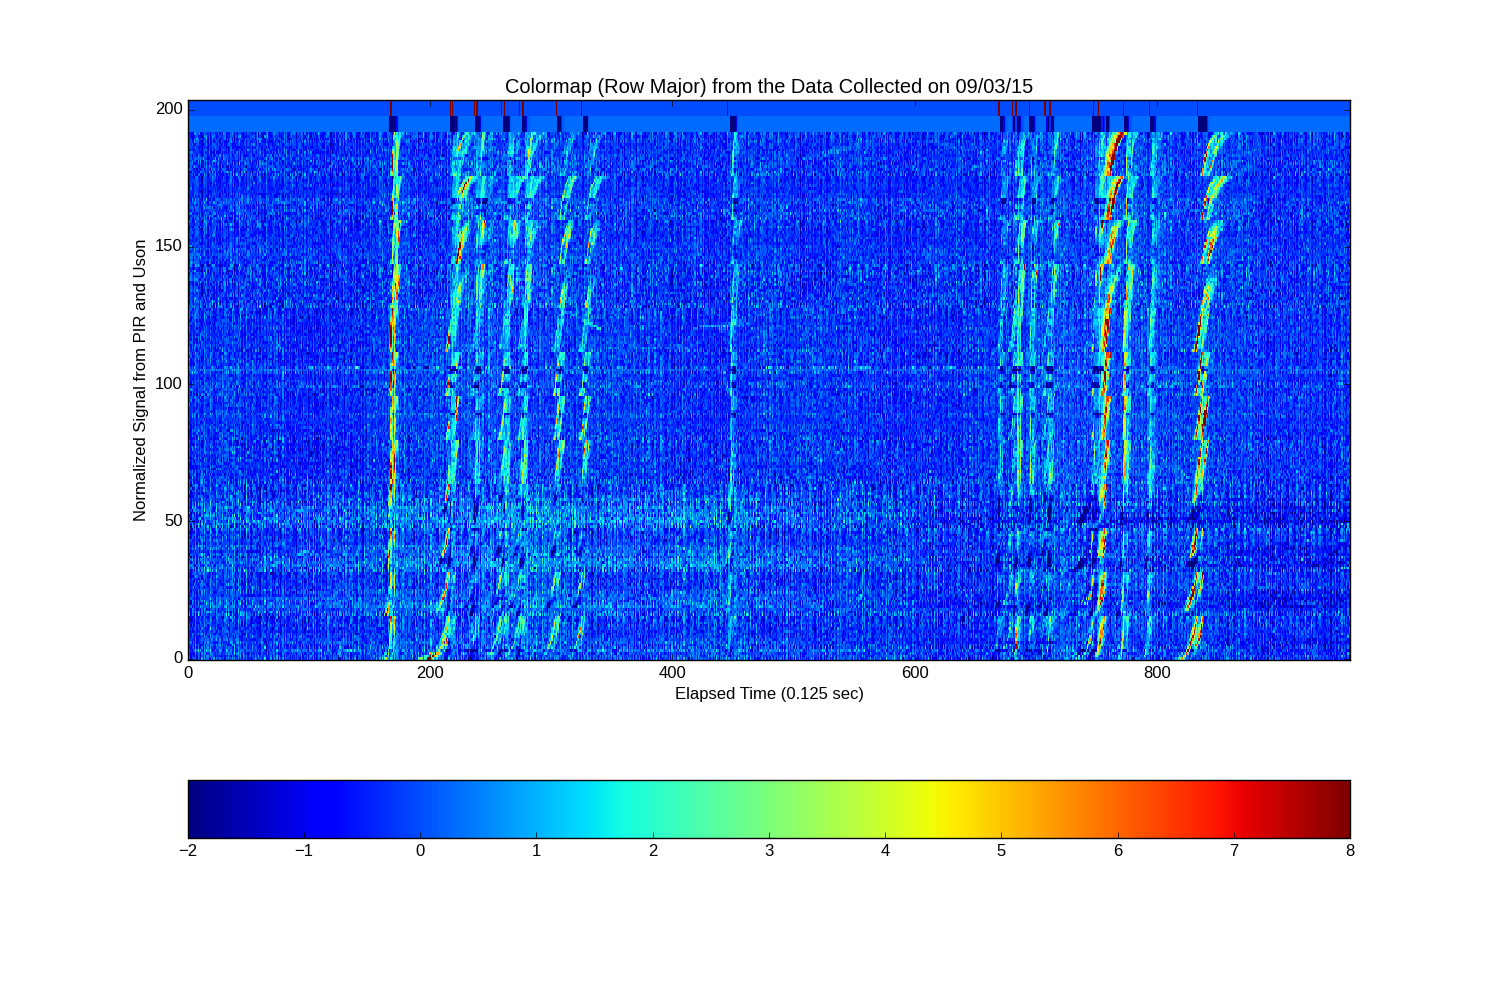 Colormap (Row Major) from the Data Collected on 09/03/15
Normalized Signal from PIR and Uson
200
150
100
50
0
0 200 400 600 800
Elapsed Time (0.125 sec)
−2 −1 0 1 2 3 4 5 6 7 8